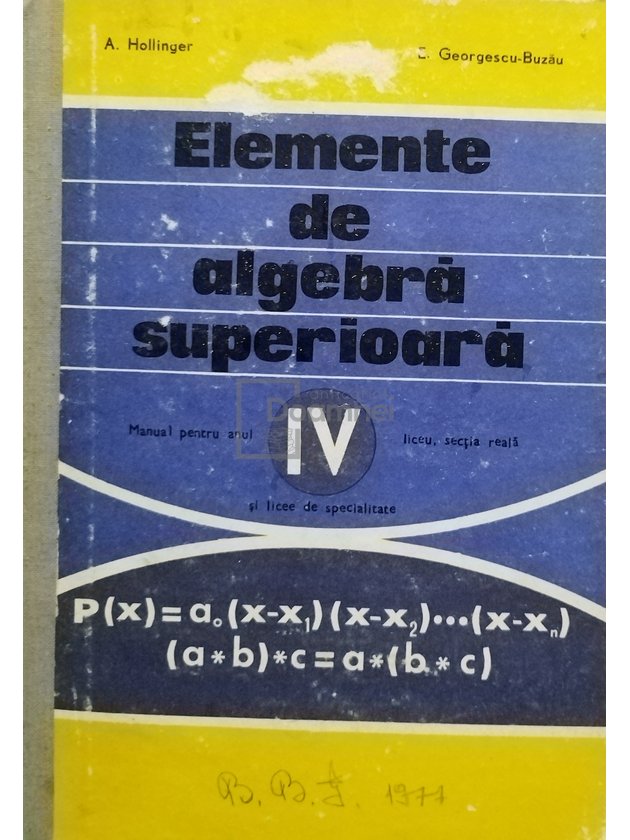 A. Hollinger
E. Georgescu-Buzău
Elemente
de
algebră
superioară
Manual pentru anul IV liceu, secția reală
și licee de specialitate
P(x)=a₀(x-x₁)(x-x₂)•••(x-xₙ)
(a*b)*c=a*(b*c)
B. B. I. 1977